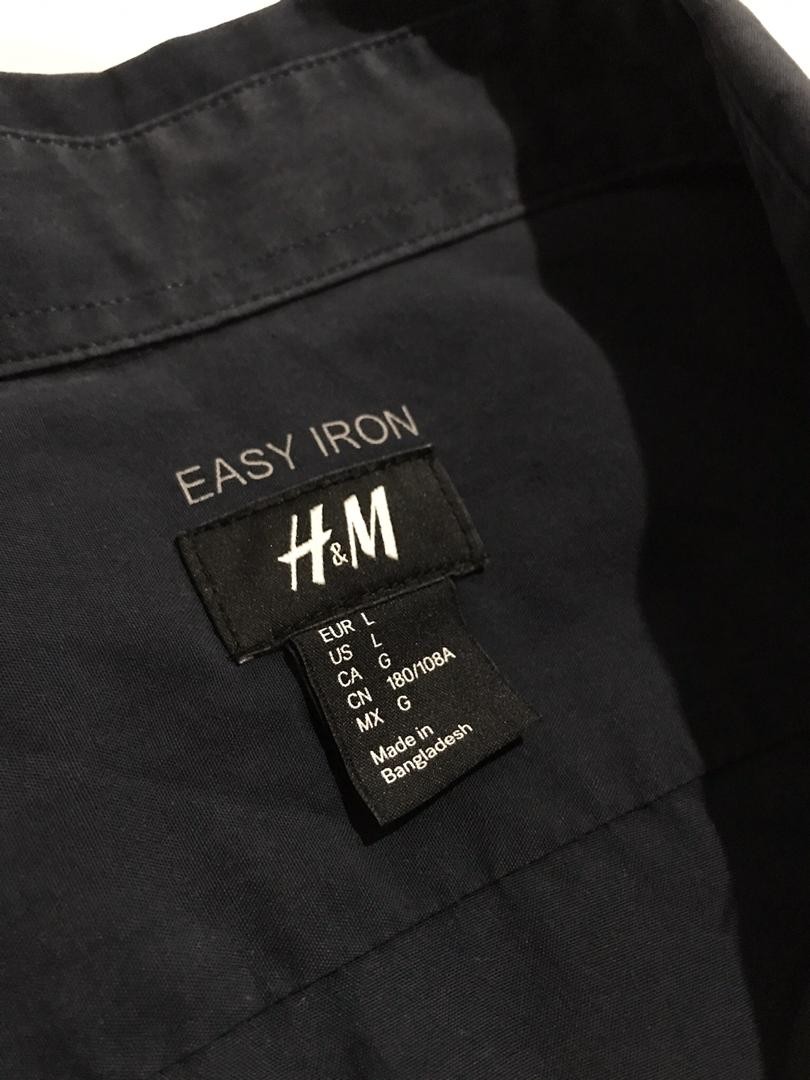 EASY IRON
H&M
EUR L
US L
CA G
CN 180/108A
MX G
Made in
Bangladesh